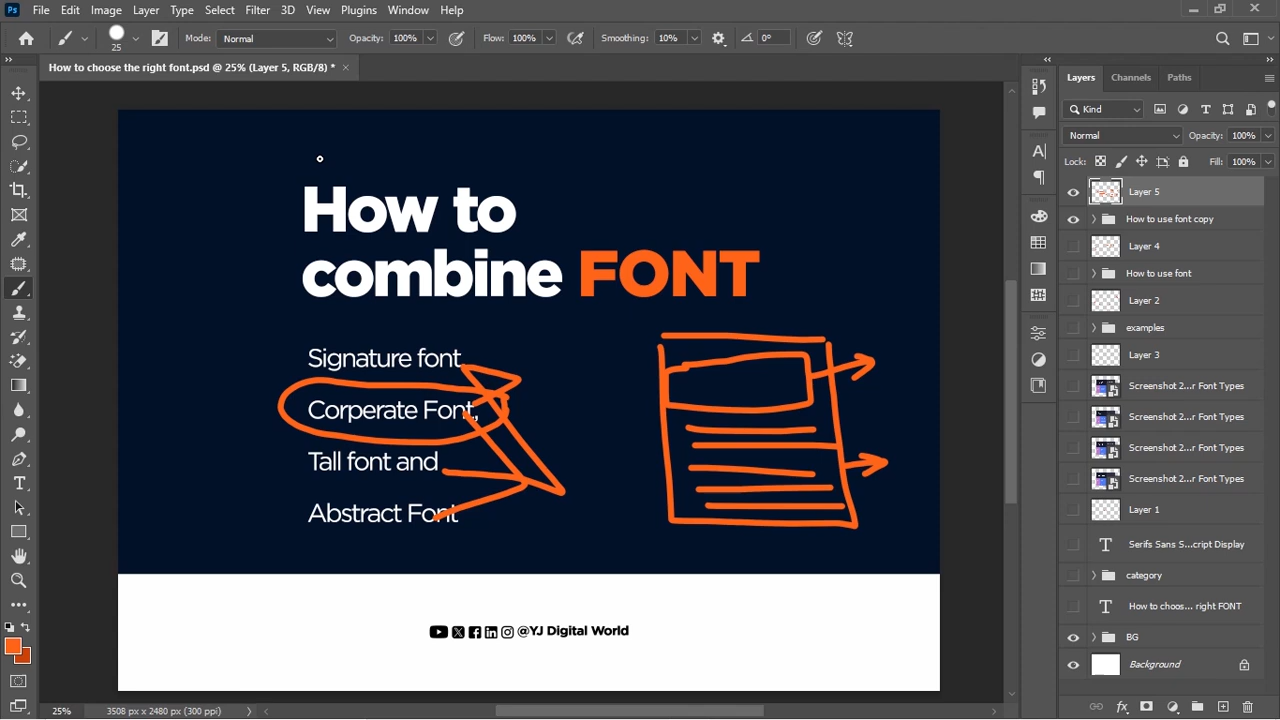 Ps File Edit Image Layer Type Select Filter 3D View Plugins Window Help
25 Mode: Normal Opacity: 100% Flow: 100% Smoothing: 10% 0°
How to choose the right font.psd @ 25% (Layer 5, RGB/8) *
How to
combine FONT
Signature font,
Corperate Font,
Tall font and
Abstract Font
@YJ Digital World
25% 3508 px x 2480 px (300 ppi)
Layers Channels Paths
Kind
Normal Opacity: 100%
Lock: Fill: 100%
Layer 5
How to use font copy
Layer 4
How to use font
Layer 2
examples
Layer 3
Screenshot 2...r Font Types
Screenshot 2...r Font Types
Screenshot 2...r Font Types
Screenshot 2...r Font Types
Layer 1
Serifs Sans S...cript Display
category
How to choos... right FONT
BG
Background